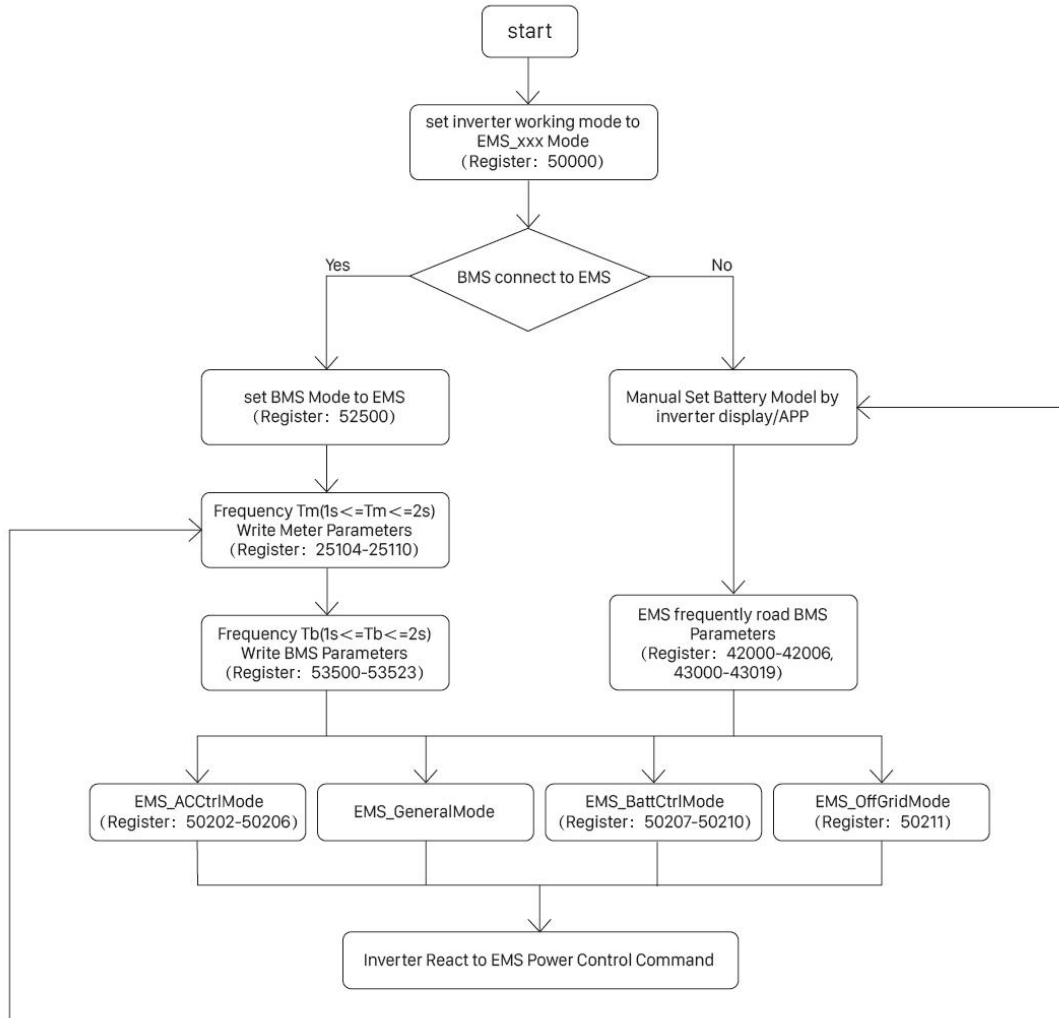 start
set inverter working mode to
EMS_xxx Mode
(Register: 50000)
Yes
BMS connect to EMS
No
set BMS Mode to EMS
(Register: 52500)
Manual Set Battery Model by
inverter display/APP
Frequency Tm(1s<=Tm<=2s)
Write Meter Parameters
(Register: 25104-25110)
Frequency Tb(1s<=Tb<=2s)
Write BMS Parameters
(Register: 53500-53523)
EMS frequently road BMS
Parameters
(Register: 42000-42006,
43000-43019)
EMS_ACCtrlMode
(Register: 50202-50206)
EMS_GeneralMode
EMS_BattCtrlMode
(Register: 50207-50210)
EMS_OffGridMode
(Register: 50211)
Inverter React to EMS Power Control Command